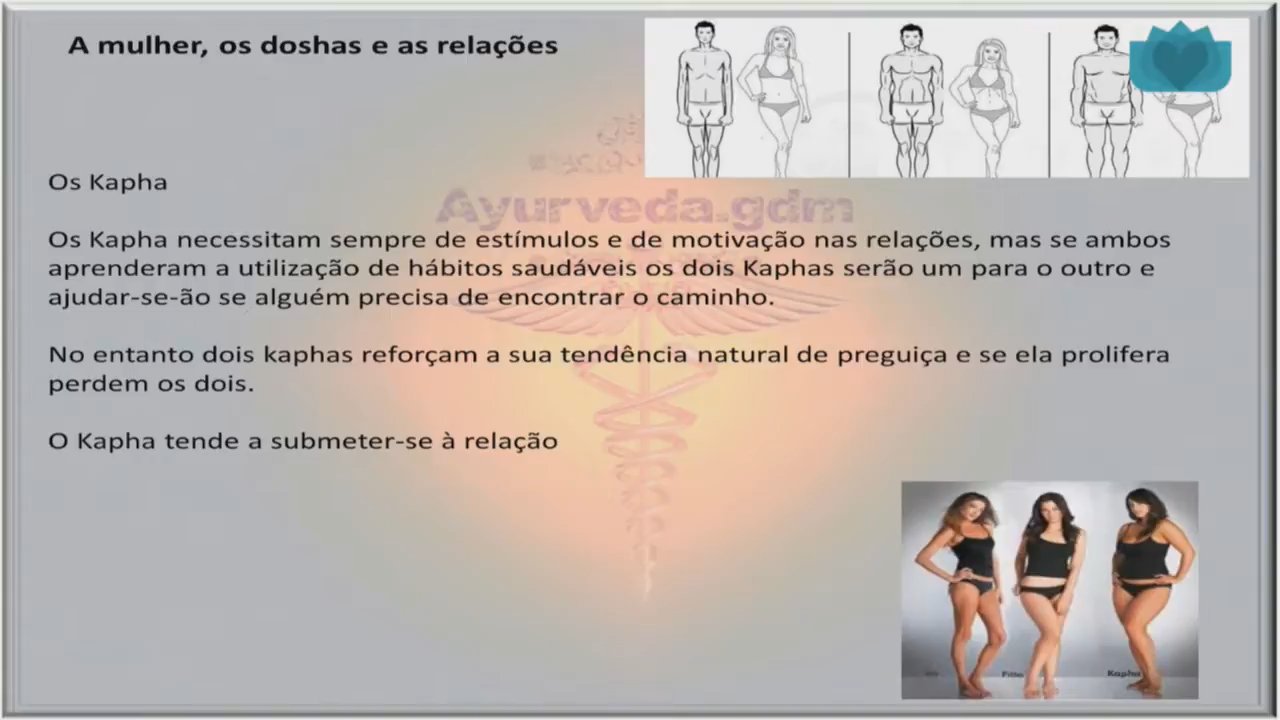 A mulher, os doshas e as relações
Ayurveda.gdm
Os Kapha
Os Kapha necessitam sempre de estímulos e de motivação nas relações, mas se ambos
aprenderam a utilização de hábitos saudáveis os dois Kaphas serão um para o outro e
ajudar-se-ão se alguém precisa de encontrar o caminho.
No entanto dois kaphas reforçam a sua tendência natural de preguiça e se ela prolifera
perdem os dois.
O Kapha tende a submeter-se à relação
Kapha